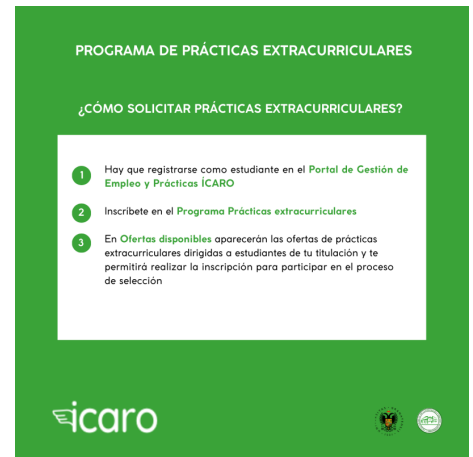 PROGRAMA DE PRÁCTICAS EXTRACURRICULARES
¿CÓMO SOLICITAR PRÁCTICAS EXTRACURRICULARES?
1 Hay que registrarse como estudiante en el Portal de Gestión de
Empleo y Prácticas ÍCARO
2 Inscríbete en el Programa Prácticas extracurriculares
3 En Ofertas disponibles aparecerán las ofertas de prácticas
extracurriculares dirigidas a estudiantes de tu titulación y te
permitirá realizar la inscripción para participar en el proceso
de selección
icaro